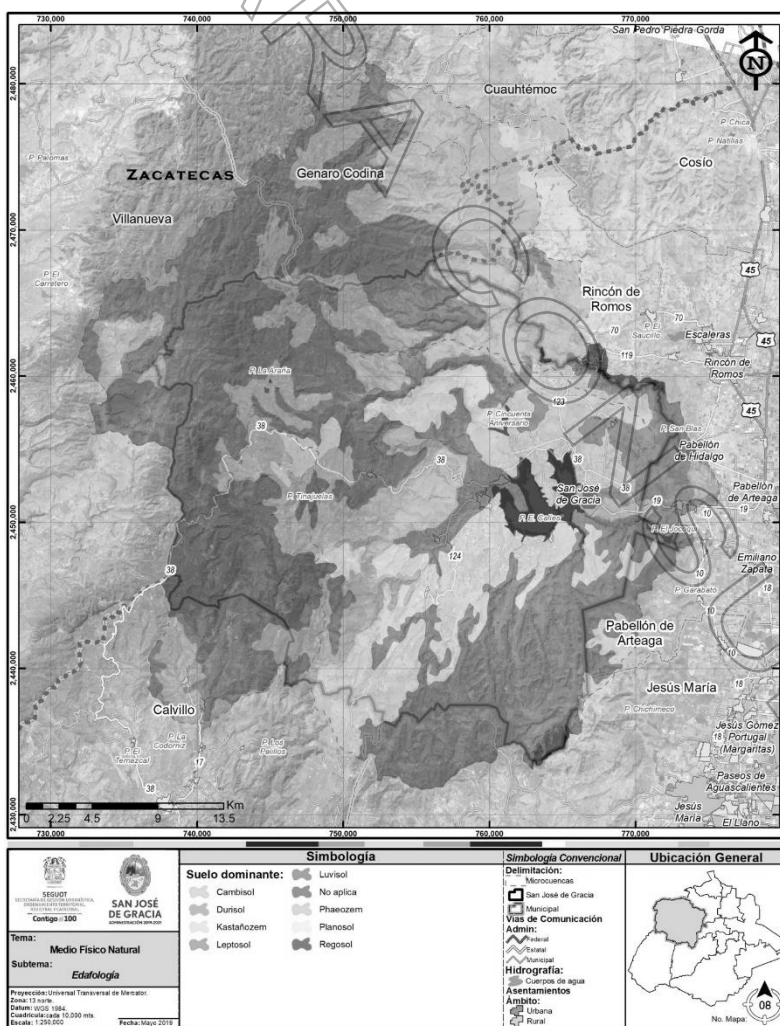 730,000
740,000
750,000
760,000
770,000
San Pedro Piedra Gorda
N
2,480,000
Cuauhtémoc
P. Chica
P. Natillas
P. Palomas
Cosío
ZACATECAS
Genaro Codina
Villanueva
2,470,000
P. El Carretero
45
Rincón de Romos
70
70
P. El Saucillo
Escaleras
45
119
Rincón de Romos
2,460,000
P. La Araña
123
45
P. Cincuenta Aniversario
P. San Blas
38
Pabellón de Hidalgo
38
38
San José de Gracia
38
Pabellón de Arteaga
P. Tinajuelas
19
19
2,450,000
P. E. Calles
P. El Jocoqui
10
Emiliano Zapata
38
124
10
18
P. Garabato
Pabellón de Arteaga
10
10
2,440,000
Jesús María
18
18
Calvillo
P. Chichimeco
Jesús Gómez Portugal (Margaritas)
18
P. La Codorniz
P. El Temazcal
P. Los Patillos
17
Paseos de Aguascalientes
38
Km
0 2.25 4.5 9 13.5
Jesús María
El Llano
2,430,000
730,000
740,000
750,000
760,000
770,000
SEGUOT
Contigo al 100
SAN JOSÉ DE GRACIA
ADMINISTRACIÓN 2019-2021
Tema:
Medio Físico Natural
Subtema:
Edafología
Proyección: Universal Transversal de Mercator.
Zona: 13 norte.
Datum: WGS 1984.
Cuadrícula: cada 10,000 mts.
Escala: 1:250,000
Fecha: Mayo 2019
Simbología
Suelo dominante:
Cambisol
Durisol
Kastañozem
Leptosol
Luvisol
No aplica
Phaeozem
Planosol
Regosol
Simbología Convencional
Delimitación:
Microcuencas
San José de Gracia
Municipal
Vías de Comunicación
Admin:
Federal
Estatal
Municipal
Hidrografía:
Cuerpos de agua
Asentamientos
Ámbito:
Urbana
Rural
Ubicación General
No. Mapa:
08